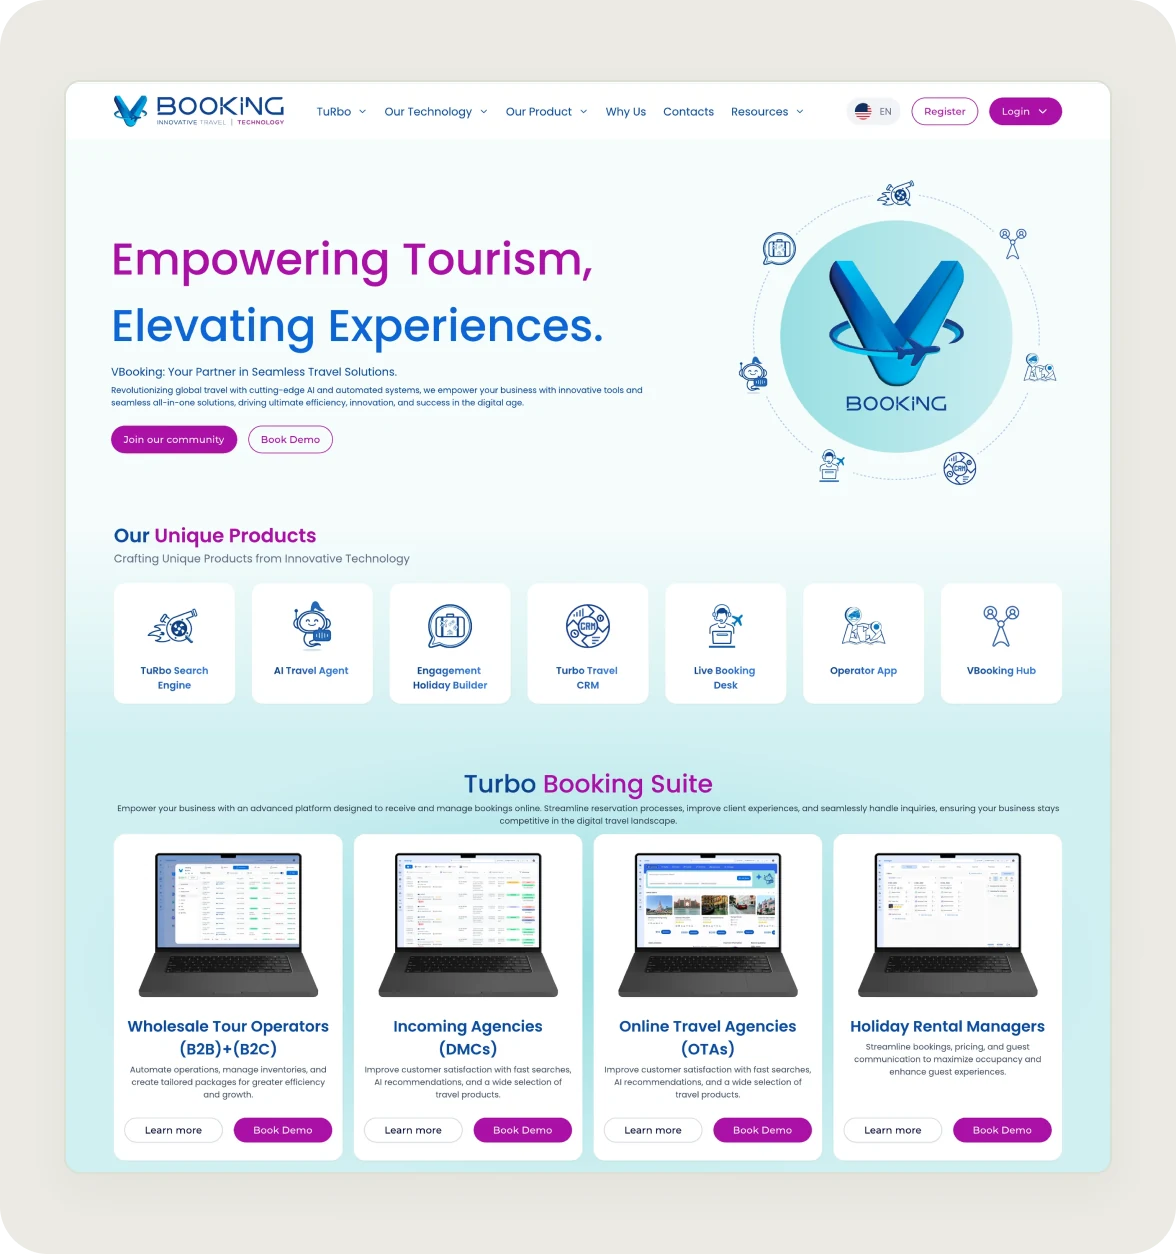 BOOKING
INNOVATIVE TRAVEL | TECHNOLOGY
TuRbo
Our Technology
Our Product
Why Us
Contacts
Resources
EN
Register
Login
Empowering Tourism,
Elevating Experiences.
VBooking: Your Partner in Seamless Travel Solutions.
Revolutionizing global travel with cutting-edge AI and automated systems, we empower your business with innovative tools and
seamless all-in-one solutions, driving ultimate efficiency, innovation, and success in the digital age.
Join our community
Book Demo
BOOKING
CRM
Our Unique Products
Crafting Unique Products from Innovative Technology
TuRbo Search
Engine
AI Travel Agent
Engagement
Holiday Builder
CRM
Turbo Travel
CRM
Live Booking
Desk
Operator App
VBooking Hub
Turbo Booking Suite
Empower your business with an advanced platform designed to receive and manage bookings online. Streamline reservation processes, improve client experiences, and seamlessly handle inquiries, ensuring your business stays
competitive in the digital travel landscape.
Wholesale Tour Operators
(B2B)+(B2C)
Automate operations, manage inventories, and
create tailored packages for greater efficiency
and growth.
Learn more
Book Demo
Incoming Agencies
(DMCs)
Improve customer satisfaction with fast searches,
AI recommendations, and a wide selection of
travel products.
Learn more
Book Demo
Online Travel Agencies
(OTAs)
Improve customer satisfaction with fast searches,
AI recommendations, and a wide selection of
travel products.
Learn more
Book Demo
Holiday Rental Managers
Streamline bookings, pricing, and guest
communication to maximize occupancy and
enhance guest experiences.
Learn more
Book Demo